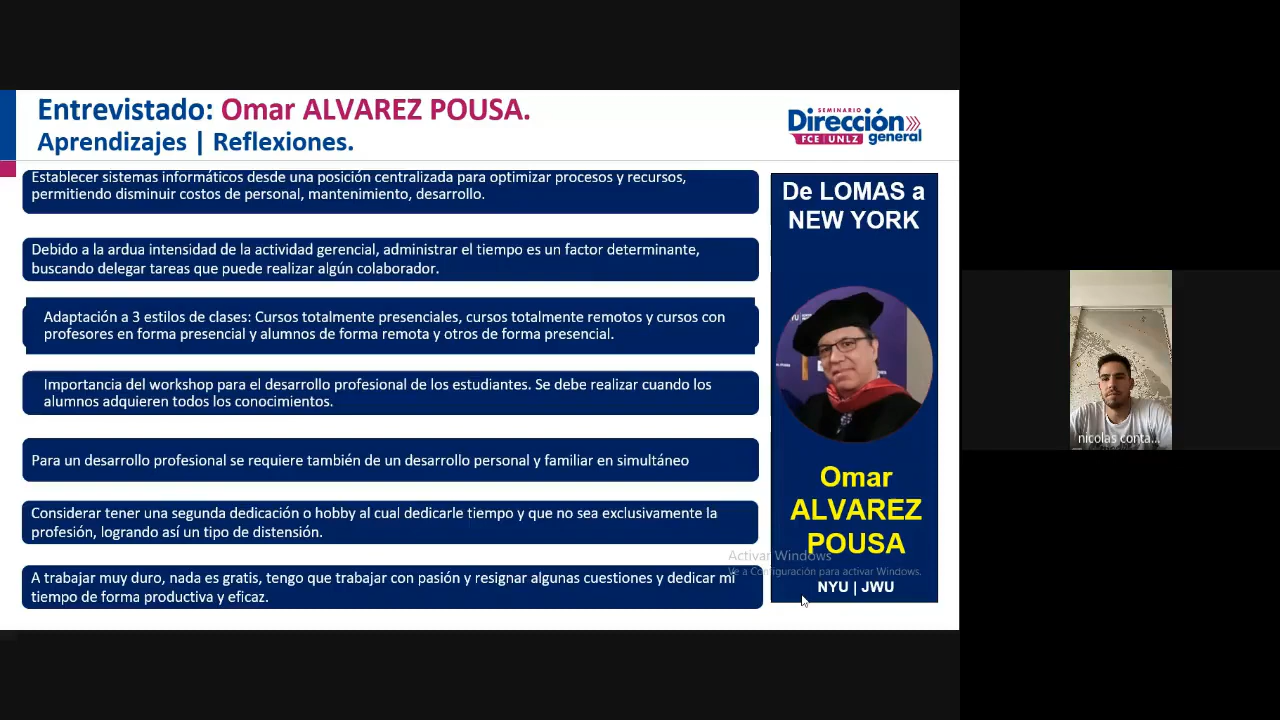 Entrevistado: Omar ALVAREZ POUSA.
Aprendizajes | Reflexiones.
SEMINARIO
Dirección
FCE | UNLZ general
Establecer sistemas informáticos desde una posición centralizada para optimizar procesos y recursos,
permitiendo disminuir costos de personal, mantenimiento, desarrollo.
Debido a la ardua intensidad de la actividad gerencial, administrar el tiempo es un factor determinante,
buscando delegar tareas que puede realizar algún colaborador.
Adaptación a 3 estilos de clases: Cursos totalmente presenciales, cursos totalmente remotos y cursos con
profesores en forma presencial y alumnos de forma remota y otros de forma presencial.
Importancia del workshop para el desarrollo profesional de los estudiantes. Se debe realizar cuando los
alumnos adquieren todos los conocimientos.
Para un desarrollo profesional se requiere también de un desarrollo personal y familiar en simultáneo
Considerar tener una segunda dedicación o hobby al cual dedicarle tiempo y que no sea exclusivamente la
profesión, logrando así un tipo de distensión.
A trabajar muy duro, nada es gratis, tengo que trabajar con pasión y resignar algunas cuestiones y dedicar mi
tiempo de forma productiva y eficaz.
De LOMAS a
NEW YORK
Omar
ALVAREZ
POUSA
NYU | JWU
Activar Windows
Ve a Configuración para activar Windows.
nicolas conta...